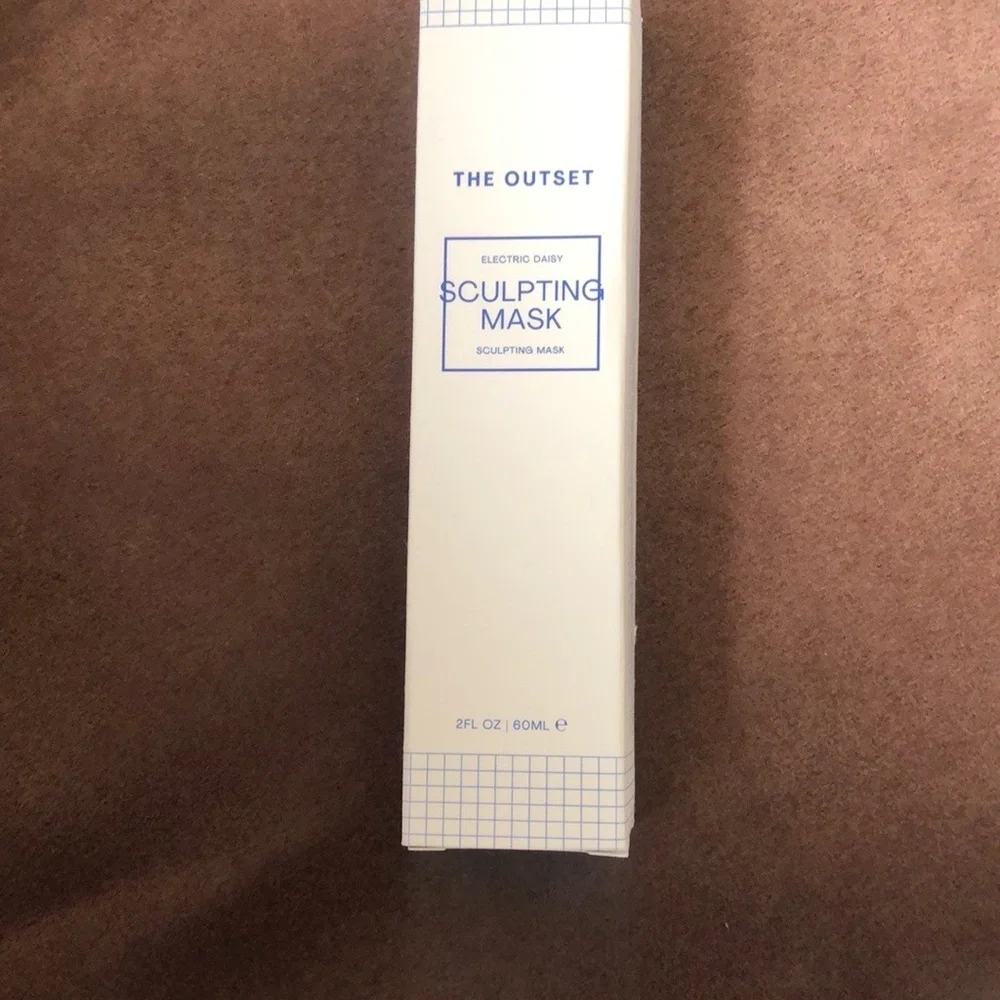 THE OUTSET
ELECTRIC DAISY
SCULPTING
MASK
SCULPTING MASK
2FL OZ | 60ML ℮